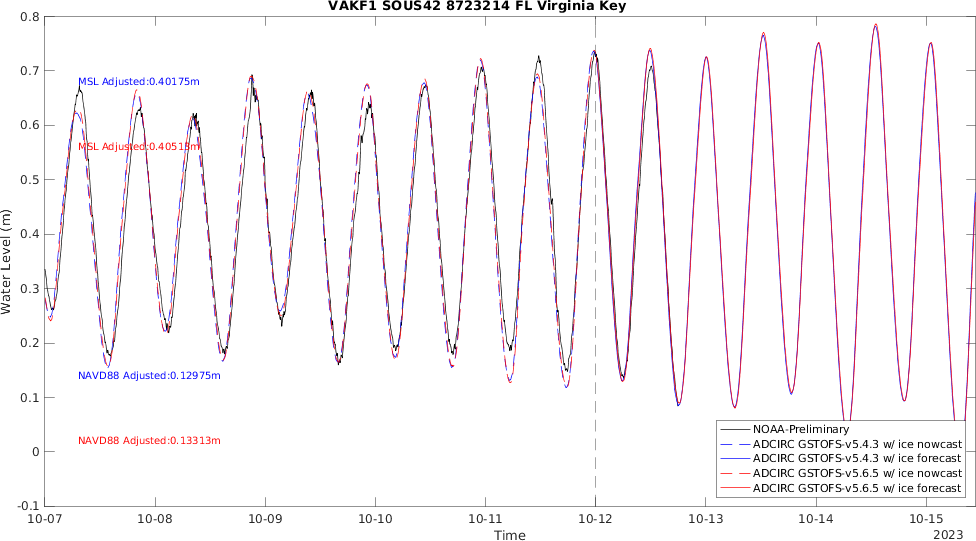 VAKF1 SOUS42 8723214 FL Virginia Key
0.8
0.7
0.6
0.5
0.4
0.3
0.2
0.1
0
-0.1
Water Level (m)
MSL Adjusted:0.40175m
MSL Adjusted:0.40513m
NAVD88 Adjusted:0.12975m
NAVD88 Adjusted:0.13313m
NOAA-Preliminary
ADCIRC GSTOFS-v5.4.3 w/ ice nowcast
ADCIRC GSTOFS-v5.4.3 w/ ice forecast
ADCIRC GSTOFS-v5.6.5 w/ ice nowcast
ADCIRC GSTOFS-v5.6.5 w/ ice forecast
10-07 10-08 10-09 10-10 10-11 10-12 10-13 10-14 10-15
Time
2023